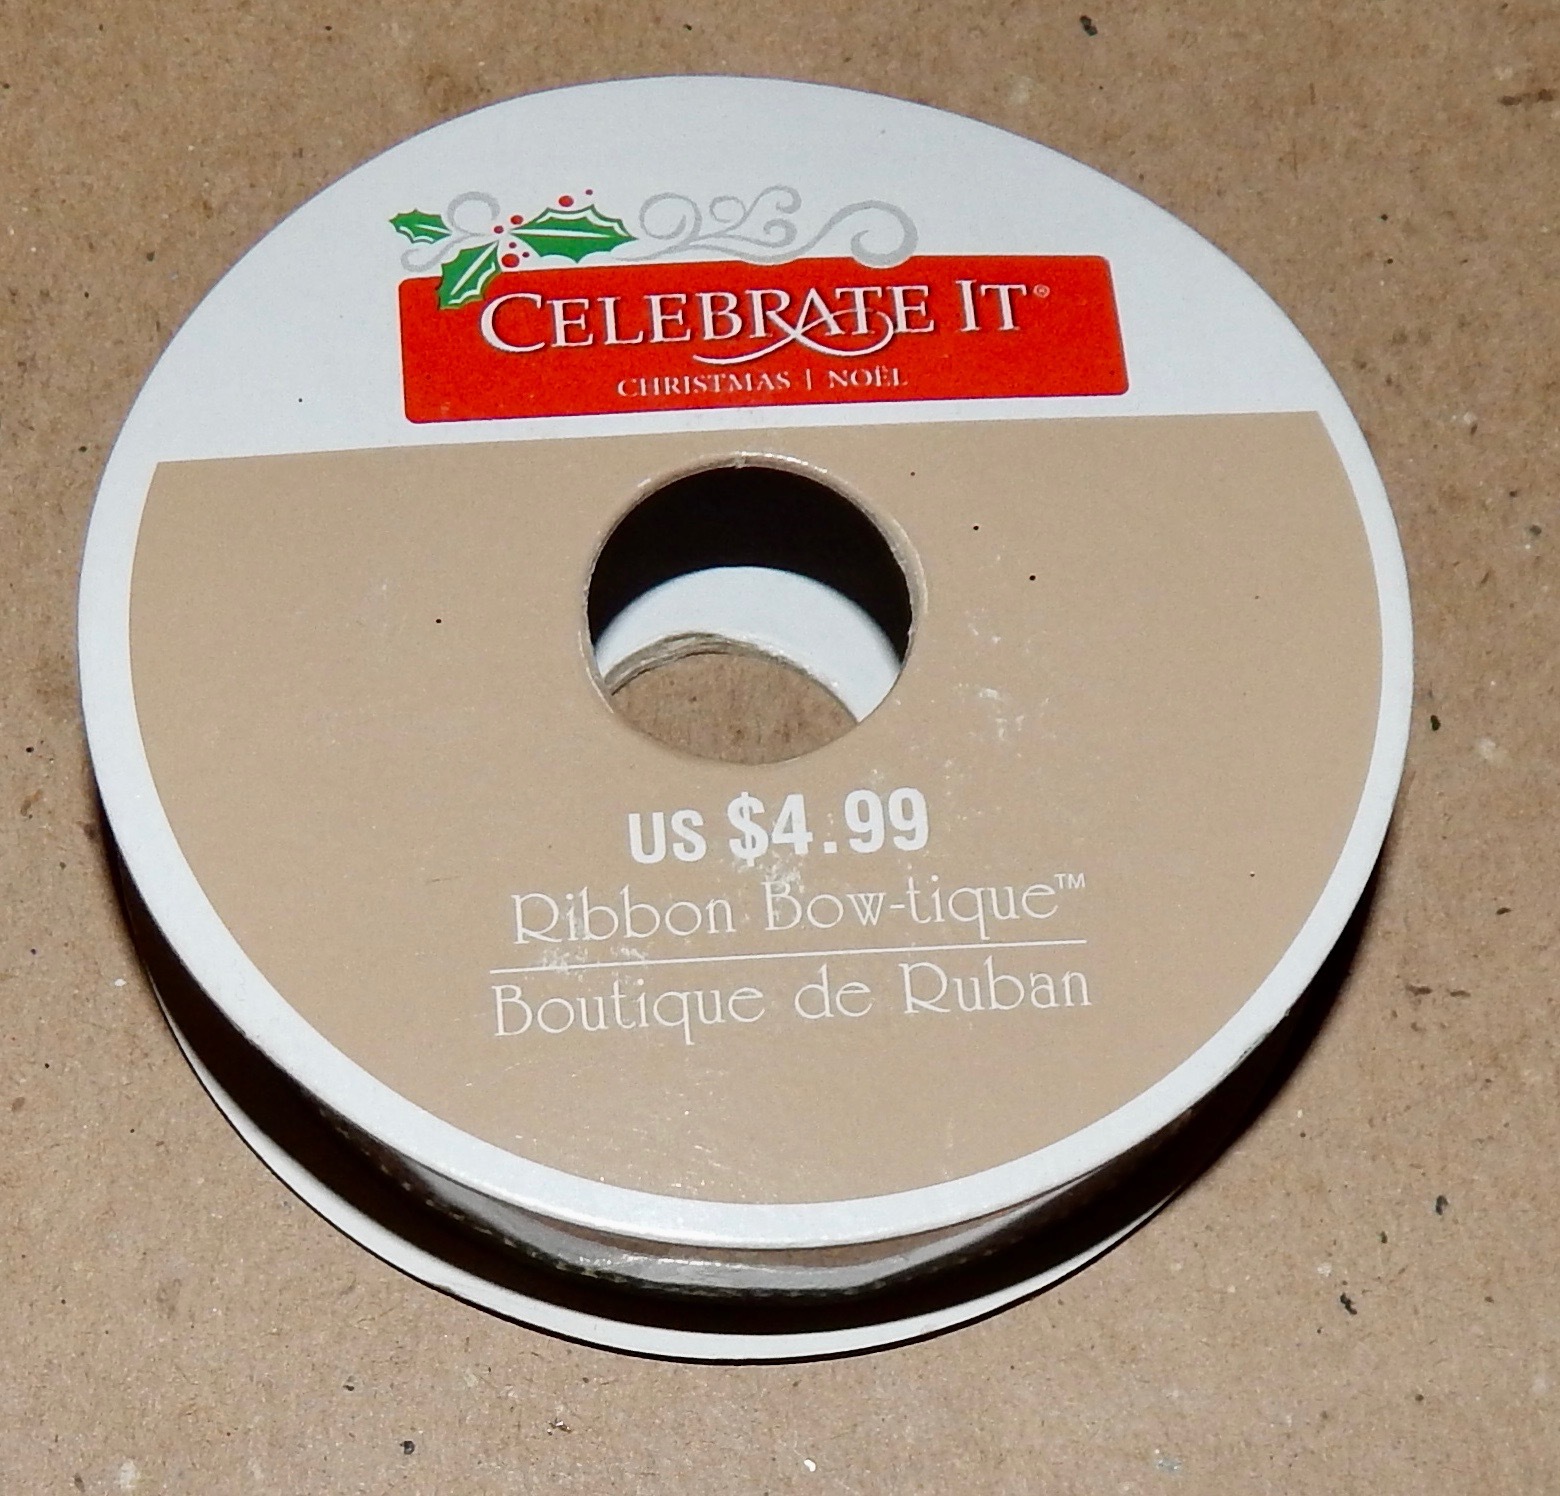 CELEBRATE IT®
CHRISTMAS | NOËL
US $4.99
Ribbon Bow-tique™
Boutique de Ruban